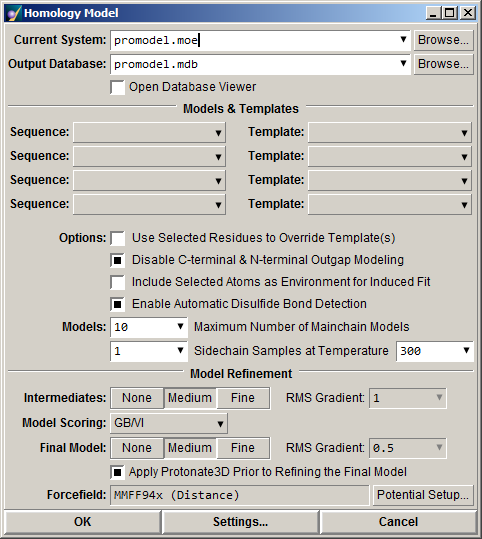 Homology Model
Current System: promodel.moe Browse...
Output Database: promodel.mdb Browse...
Open Database Viewer
Models & Templates
Sequence: Template:
Sequence: Template:
Sequence: Template:
Sequence: Template:
Options: Use Selected Residues to Override Template(s)
Disable C-terminal & N-terminal Outgap Modeling
Include Selected Atoms as Environment for Induced Fit
Enable Automatic Disulfide Bond Detection
Models: 10 Maximum Number of Mainchain Models
1 Sidechain Samples at Temperature 300
Model Refinement
Intermediates: None Medium Fine RMS Gradient: 1
Model Scoring: GB/VI
Final Model: None Medium Fine RMS Gradient: 0.5
Apply Protonate3D Prior to Refining the Final Model
Forcefield: MMFF94x (Distance) Potential Setup...
OK Settings... Cancel